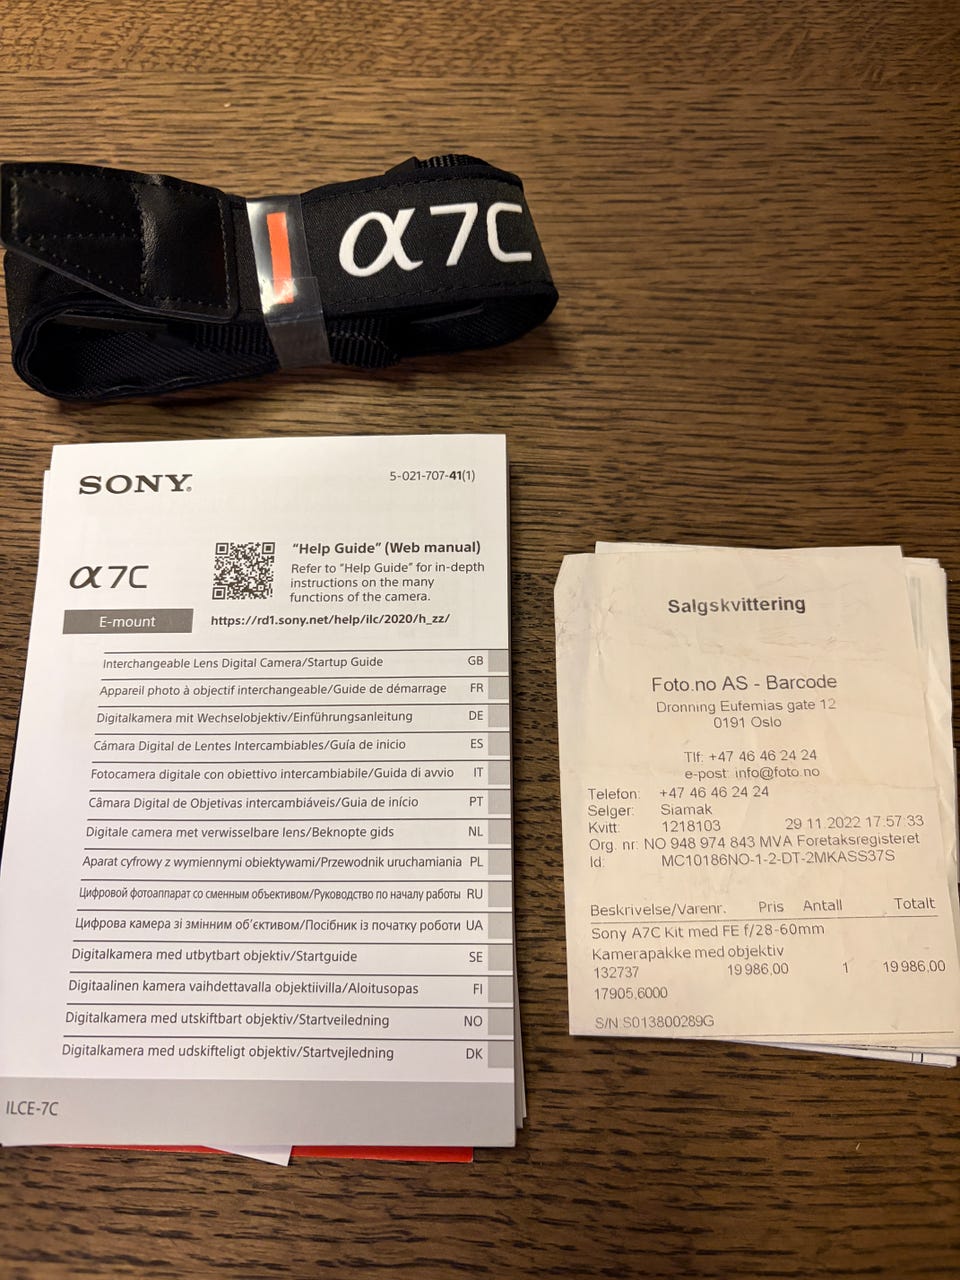 α7C
SONY®
5-021-707-41(1)
α7C
E-mount
"Help Guide" (Web manual)
Refer to "Help Guide" for in-depth
instructions on the many
functions of the camera.
https://rd1.sony.net/help/ilc/2020/h_zz/
Interchangeable Lens Digital Camera/Startup Guide GB
Appareil photo à objectif interchangeable/Guide de démarrage FR
Digitalkamera mit Wechselobjektiv/Einführungsanleitung DE
Cámara Digital de Lentes Intercambiables/Guía de inicio ES
Fotocamera digitale con obiettivo intercambiabile/Guida di avvio IT
Câmara Digital de Objetivas intercambiáveis/Guia de início PT
Digitale camera met verwisselbare lens/Beknopte gids NL
Aparat cyfrowy z wymiennymi obiektywami/Przewodnik uruchamiania PL
Цифровой фотоаппарат со сменным объективом/Руководство по началу работы RU
Цифрова камера зі змінним об'єктивом/Посібник із початку роботи UA
Digitalkamera med utbytbart objektiv/Startguide SE
Digitaalinen kamera vaihdettavalla objektiivilla/Aloitusopas FI
Digitalkamera med utskiftbart objektiv/Startveiledning NO
Digitalkamera med udskifteligt objektiv/Startvejledning DK
ILCE-7C
Salgskvittering
Foto.no AS - Barcode
Dronning Eufemias gate 12
0191 Oslo
Tlf: +47 46 46 24 24
e-post: info@foto.no
Telefon: +47 46 46 24 24
Selger: Siamak
Kvitt: 1218103 29.11.2022 17:57:33
Org. nr: NO 948 974 843 MVA Foretaksregisteret
Id: MC10186NO-1-2-DT-2MKASS37S
Beskrivelse/Varenr. Pris Antall Totalt
Sony A7C Kit med FE f/28-60mm
Kamerapakke med objektiv
132737 19 986,00 1 19 986,00
17905,6000
S/N:S013800289G